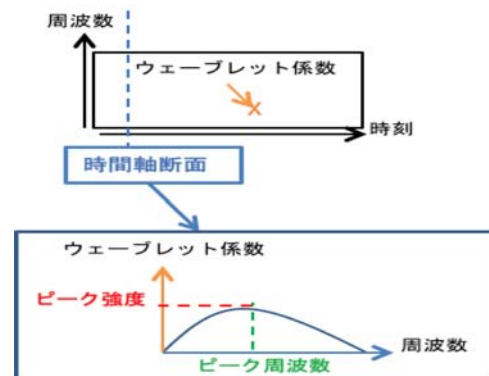 周波数
ウェーブレット係数
x
時刻
時間軸断面
ウェーブレット係数
ピーク強度
周波数
ピーク周波数